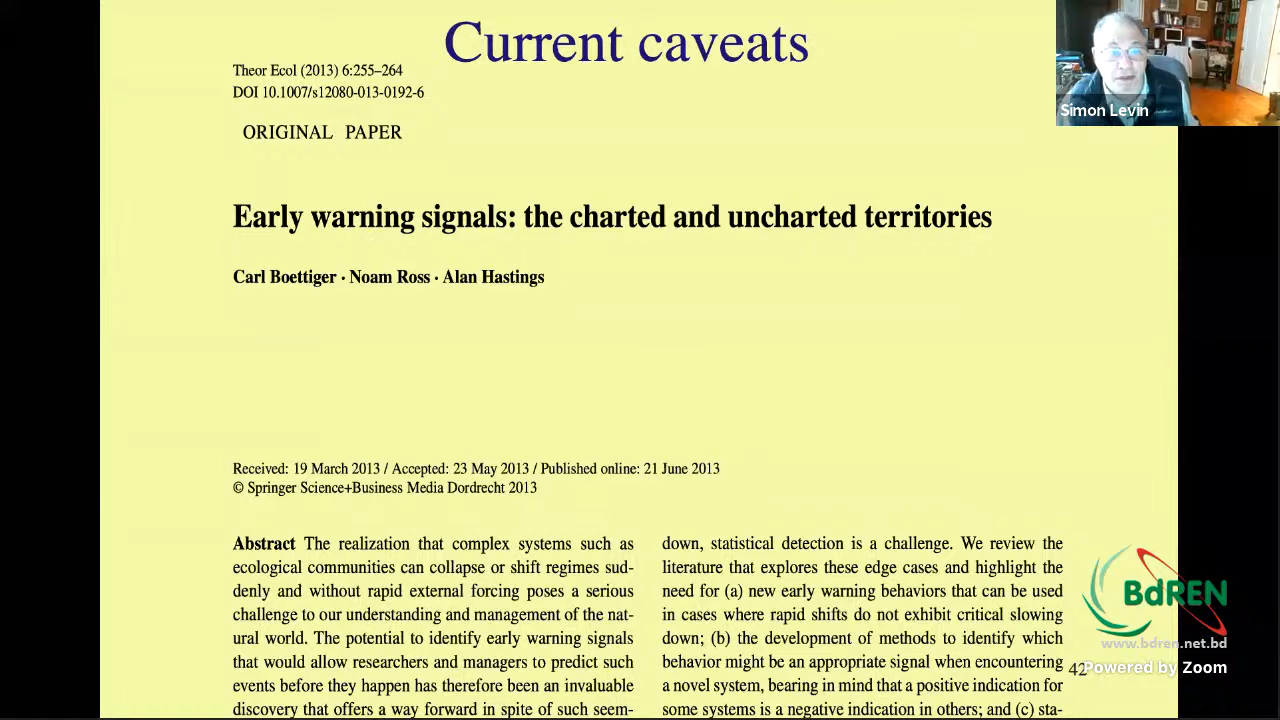 Current caveats
Theor Ecol (2013) 6:255–264
DOI 10.1007/s12080-013-0192-6
ORIGINAL PAPER
Simon Levin
Early warning signals: the charted and uncharted territories
Carl Boettiger · Noam Ross · Alan Hastings
Received: 19 March 2013 / Accepted: 23 May 2013 / Published online: 21 June 2013
© Springer Science+Business Media Dordrecht 2013
Abstract The realization that complex systems such as
ecological communities can collapse or shift regimes sud-
denly and without rapid external forcing poses a serious
challenge to our understanding and management of the nat-
ural world. The potential to identify early warning signals
that would allow researchers and managers to predict such
events before they happen has therefore been an invaluable
discovery that offers a way forward in spite of such seem-
down, statistical detection is a challenge. We review the
literature that explores these edge cases and highlight the
need for (a) new early warning behaviors that can be used
in cases where rapid shifts do not exhibit critical slowing
down; (b) the development of methods to identify which
behavior might be an appropriate signal when encountering
a novel system, bearing in mind that a positive indication for
some systems is a negative indication in others; and (c) sta-
BdREN
www.bdren.net.bd
42
Powered by Zoom